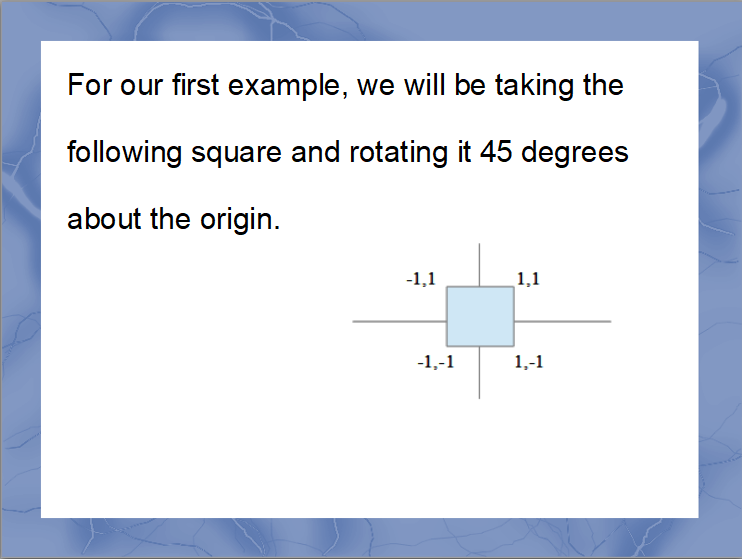 For our first example, we will be taking the
following square and rotating it 45 degrees
about the origin.
-1,1 1,1
-1,-1 1,-1